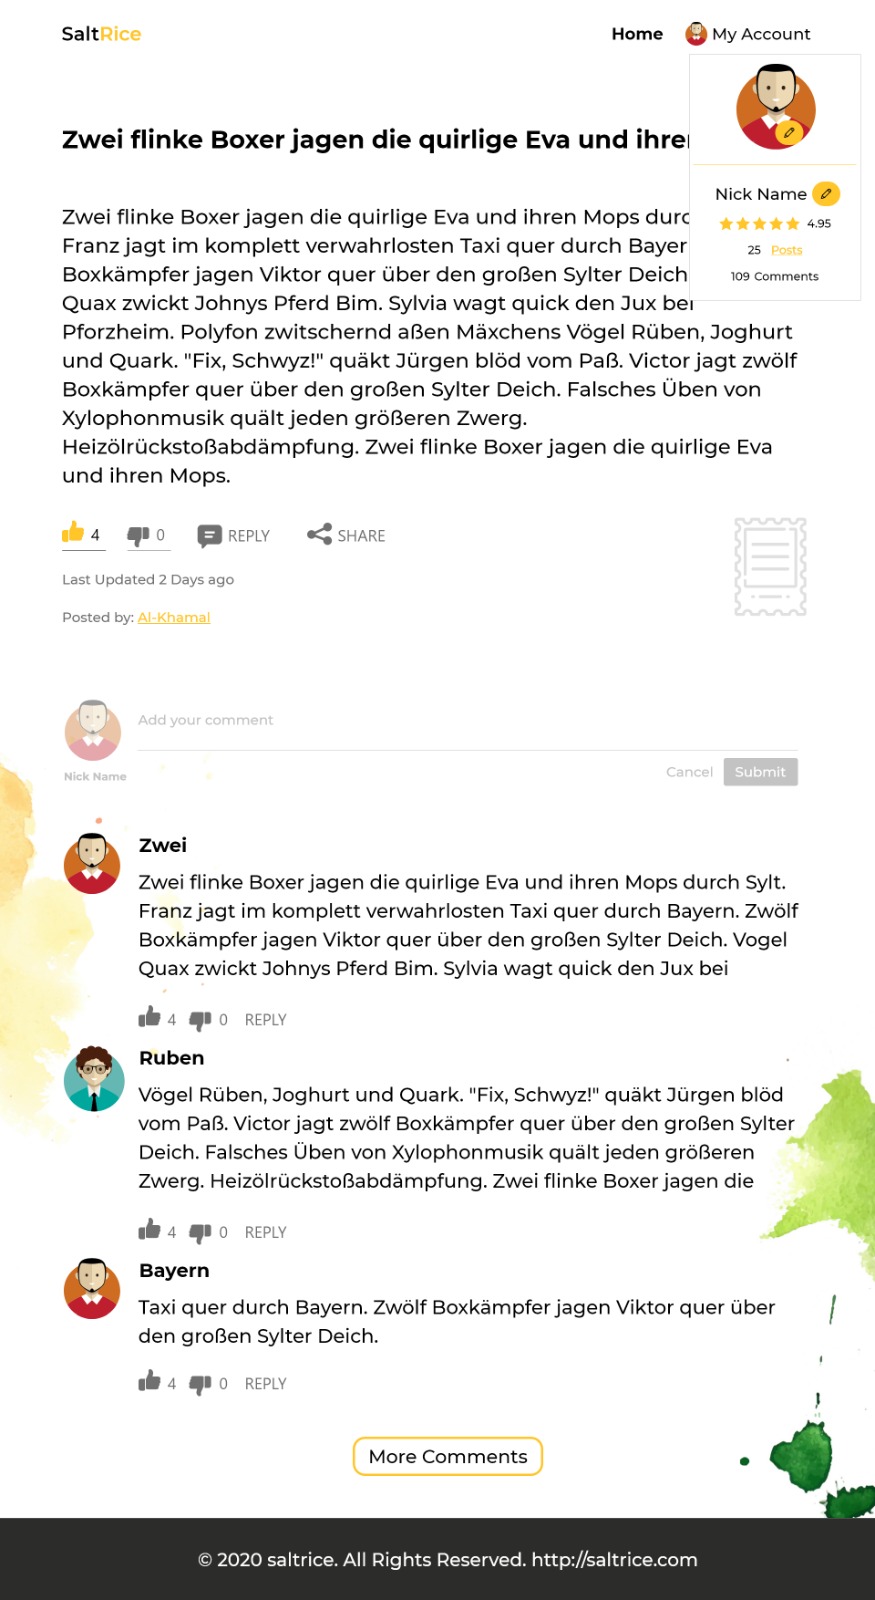 SaltRice
Home My Account
Zwei flinke Boxer jagen die quirlige Eva und ihren
Nick Name
4.95
25 Posts
109 Comments
Zwei flinke Boxer jagen die quirlige Eva und ihren Mops durc
Franz jagt im komplett verwahrlosten Taxi quer durch Bayer
Boxkämpfer jagen Viktor quer über den großen Sylter Deich
Quax zwickt Johnys Pferd Bim. Sylvia wagt quick den Jux bei
Pforzheim. Polyfon zwitschernd aßen Mäxchens Vögel Rüben, Joghurt
und Quark. "Fix, Schwyz!" quäkt Jürgen blöd vom Paß. Victor jagt zwölf
Boxkämpfer quer über den großen Sylter Deich. Falsches Üben von
Xylophonmusik quält jeden größeren Zwerg.
Heizölrückstoßabdämpfung. Zwei flinke Boxer jagen die quirlige Eva
und ihren Mops.
4 0 REPLY SHARE
Last Updated 2 Days ago
Posted by: Al-Khamal
Add your comment
Nick Name
Cancel Submit
Zwei
Zwei flinke Boxer jagen die quirlige Eva und ihren Mops durch Sylt.
Franz jagt im komplett verwahrlosten Taxi quer durch Bayern. Zwölf
Boxkämpfer jagen Viktor quer über den großen Sylter Deich. Vogel
Quax zwickt Johnys Pferd Bim. Sylvia wagt quick den Jux bei
4 0 REPLY
Ruben
Vögel Rüben, Joghurt und Quark. "Fix, Schwyz!" quäkt Jürgen blöd
vom Paß. Victor jagt zwölf Boxkämpfer quer über den großen Sylter
Deich. Falsches Üben von Xylophonmusik quält jeden größeren
Zwerg. Heizölrückstoßabdämpfung. Zwei flinke Boxer jagen die
4 0 REPLY
Bayern
Taxi quer durch Bayern. Zwölf Boxkämpfer jagen Viktor quer über
den großen Sylter Deich.
4 0 REPLY
More Comments
© 2020 saltrice. All Rights Reserved. http://saltrice.com